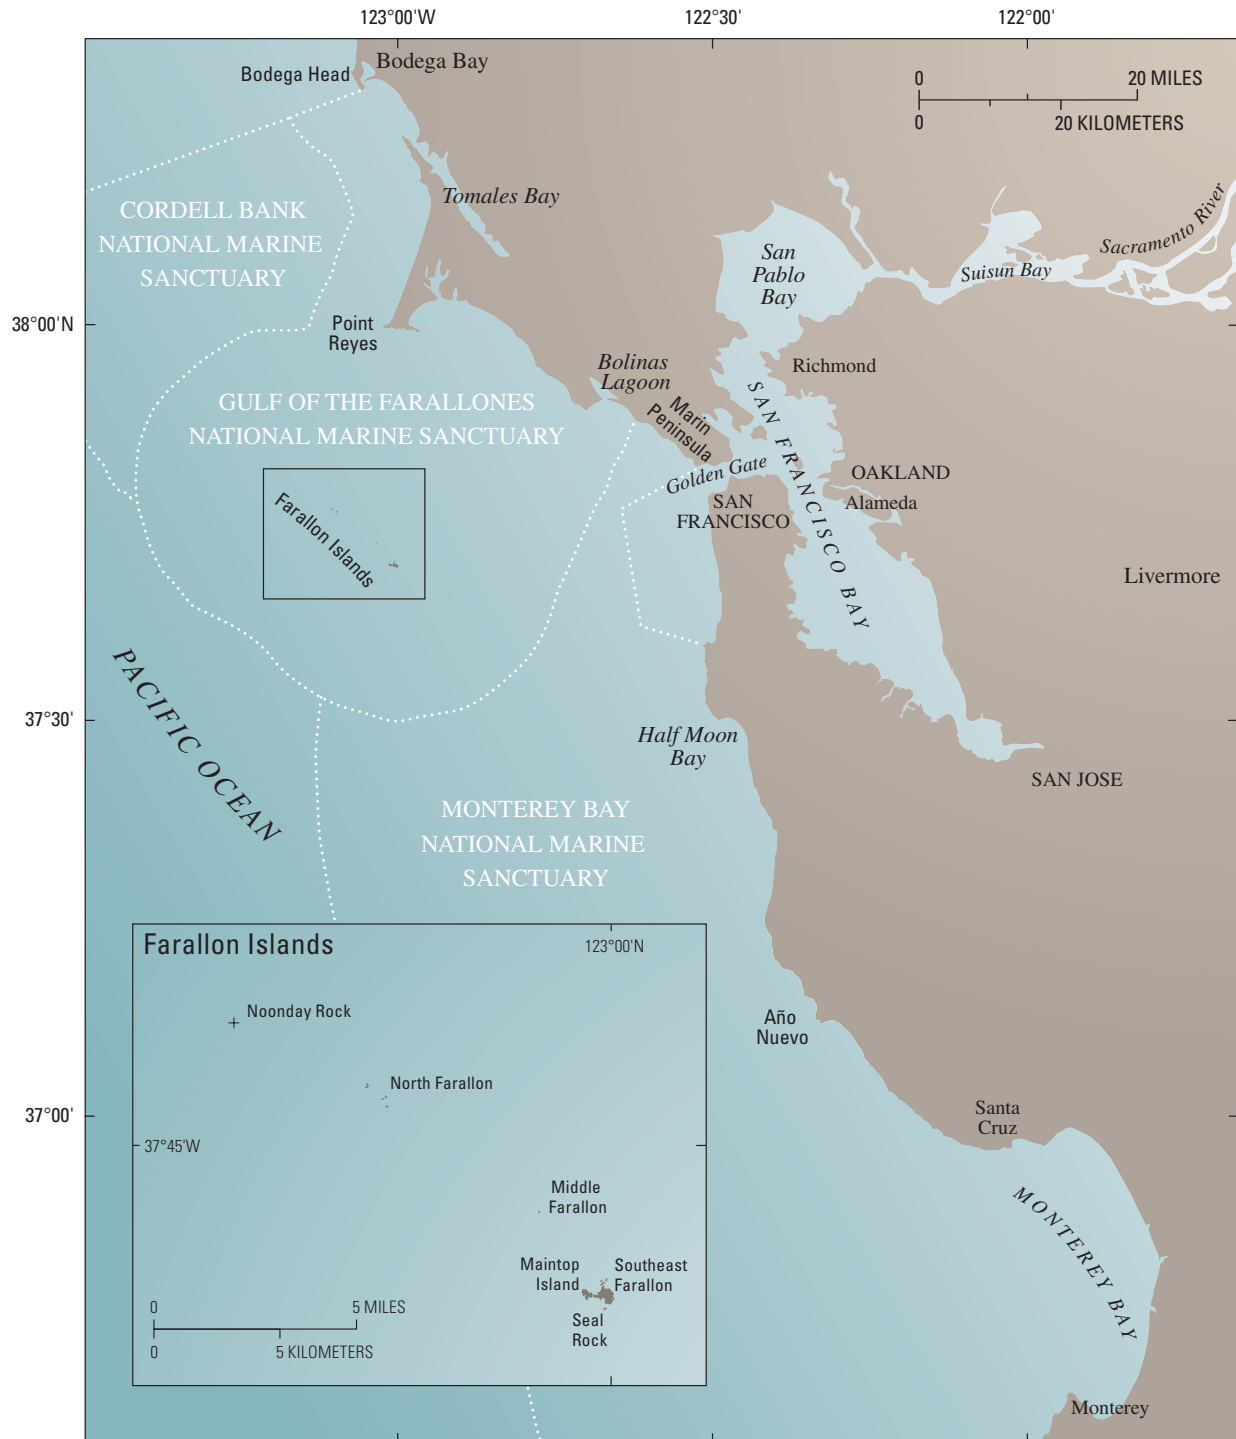 123°00'W
122°30'
122°00'
Bodega Head
Bodega Bay
0
20 MILES
0
20 KILOMETERS
Tomales Bay
CORDELL BANK
NATIONAL MARINE
SANCTUARY
San
Pablo
Bay
Suisun Bay
Sacramento River
38°00'N
Point
Reyes
Bolinas
Lagoon
Richmond
Marin
Peninsula
GULF OF THE FARALLONES
NATIONAL MARINE SANCTUARY
SAN FRANCISCO BAY
Golden Gate
OAKLAND
Alameda
SAN
FRANCISCO
Farallon Islands
Livermore
PACIFIC OCEAN
37°30'
Half Moon
Bay
SAN JOSE
MONTEREY BAY
NATIONAL MARINE
SANCTUARY
Farallon Islands
123°00'N
Noonday Rock
North Farallon
37°45'W
Middle
Farallon
Maintop
Island
Southeast
Farallon
Seal
Rock
0
5 MILES
0
5 KILOMETERS
Año
Nuevo
37°00'
Santa
Cruz
MONTEREY BAY
Monterey